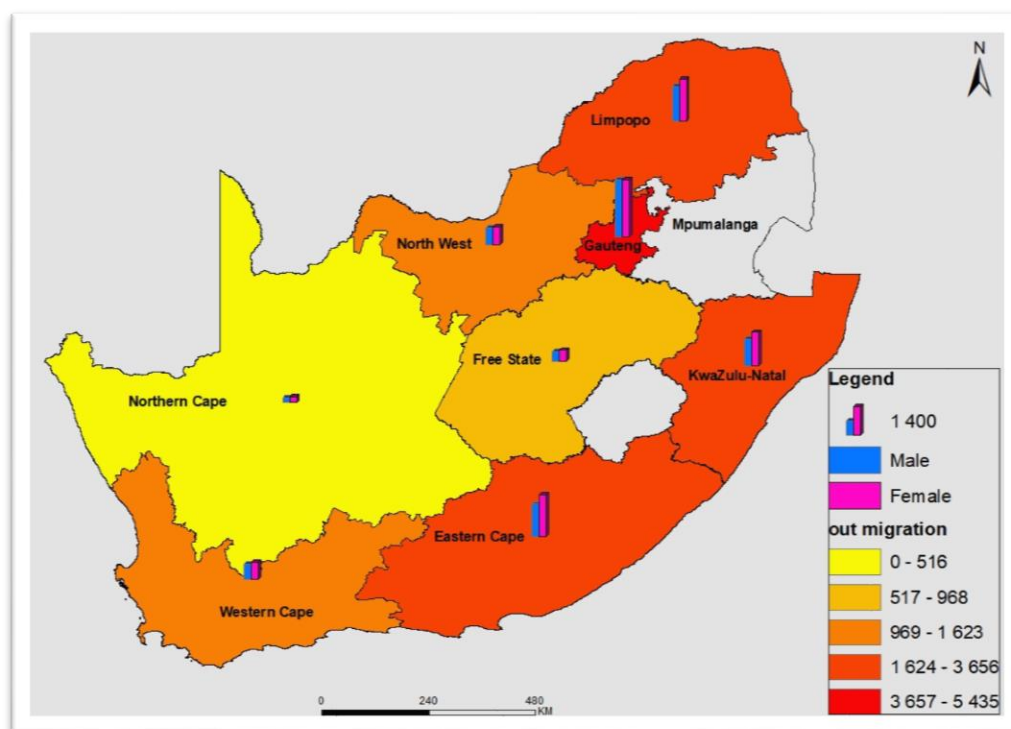 N
Limpopo
Mpumalanga
North West
Gauteng
Free State
KwaZulu-Natal
Northern Cape
Eastern Cape
Western Cape
Legend
1 400
Male
Female
out migration
0 - 516
517 - 968
969 - 1 623
1 624 - 3 656
3 657 - 5 435
0 240 480
KM